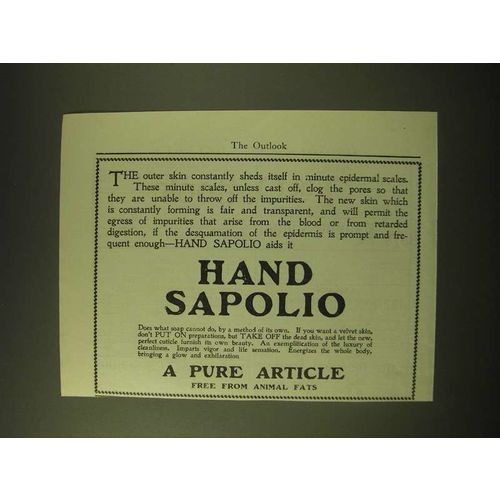 The Outlook
THE outer skin constantly sheds itself in minute epidermal scales.
These minute scales, unless cast off, clog the pores so that
they are unable to throw off the impurities. The new skin which
is constantly forming is fair and transparent, and will permit the
egress of impurities that arise from the blood or from retarded
digestion, if the desquamation of the epidermis is prompt and fre-
quent enough—HAND SAPOLIO aids it
HAND
SAPOLIO
Does what soap cannot do, by a method of its own. If you want a velvet skin,
don't PUT ON preparations, but TAKE OFF the dead skin, and let the new,
perfect cuticle furnish its own beauty. An exemplification of the luxury of
cleanliness. Imparts vigor and life sensation. Energizes the whole body,
bringing a glow and exhilaration
A PURE ARTICLE
FREE FROM ANIMAL FATS